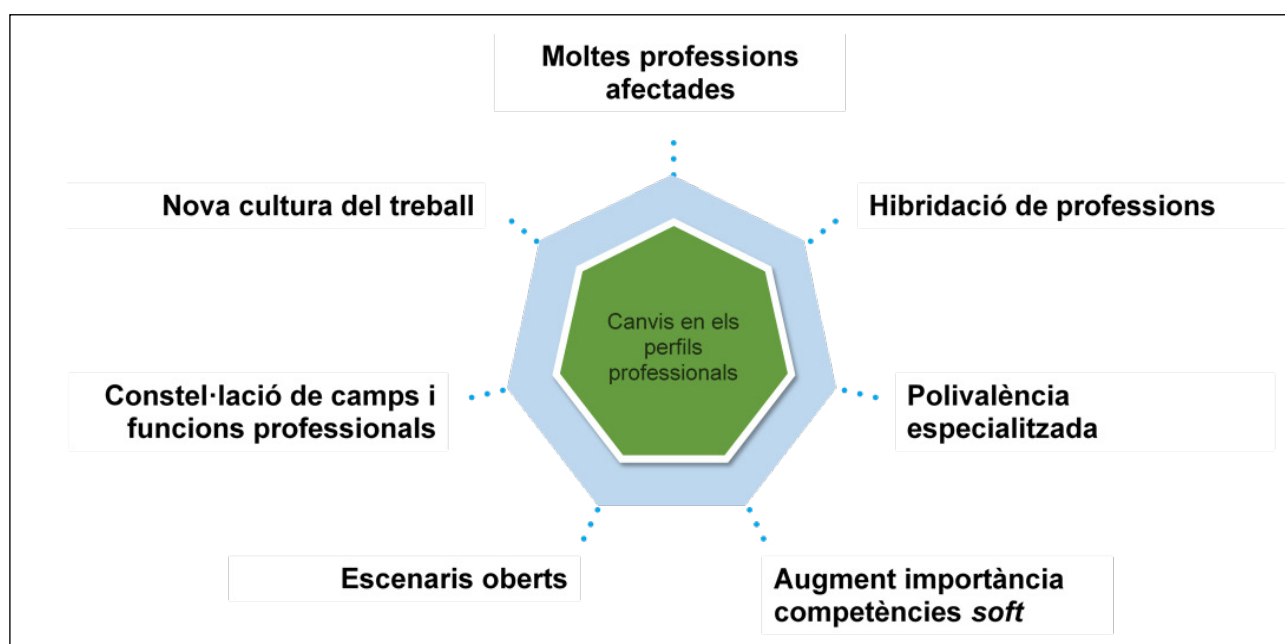 Moltes professions
afectades
Nova cultura del treball
Hibridació de professions
Canvis en els
perfils
professionals
Constel·lació de camps i
funcions professionals
Polivalència
especialitzada
Escenaris oberts
Augment importància
competències soft